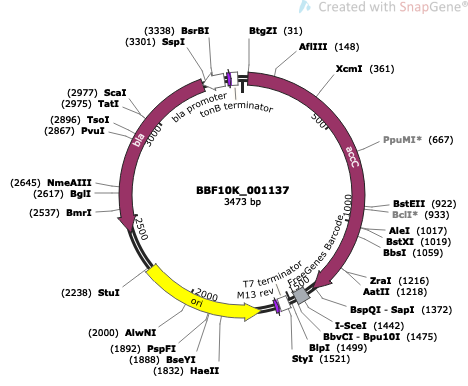 Created with SnapGene®
(3338) BsrBI
(3301) SspI
BtgZI (31)
AflIII (148)
XcmI (361)
(2977) ScaI
(2975) TatI
(2896) TsoI
(2867) PvuI
bla promoter
tonB terminator
500
3000
bla
accC
PpuMI* (667)
(2645) NmeAIII
(2617) BglI
(2537) BmrI
BBF10K_001137
3473 bp
BstEII (922)
BclI* (933)
AleI (1017)
BstXI (1019)
BbsI (1059)
1000
2500
FreeGenes Barcode
T7 terminator
M13 rev
1500
2000
ori
ZraI (1216)
AatII (1218)
BspQI - SapI (1372)
I-SceI (1442)
BbvCI - Bpu10I (1475)
BlpI (1499)
StyI (1521)
(2238) StuI
(2000) AlwNI
(1892) PspFI
(1888) BseYI
(1832) HaeII